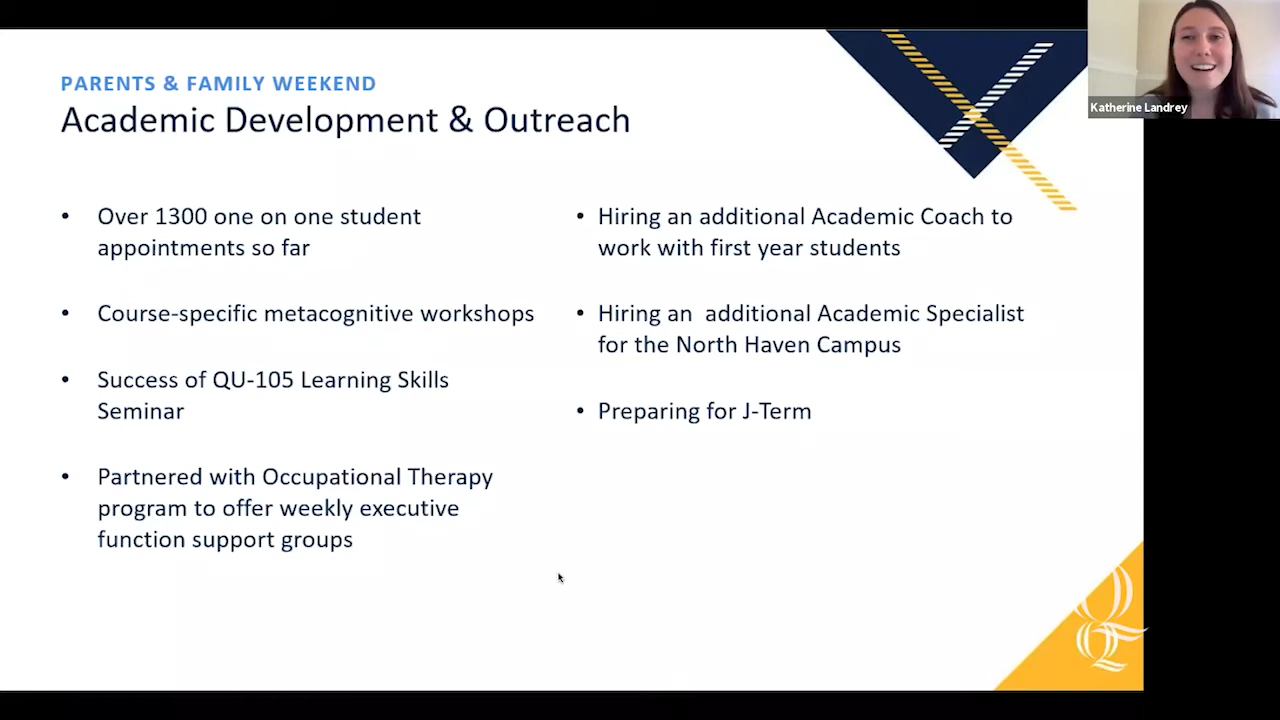 PARENTS & FAMILY WEEKEND
Academic Development & Outreach
Katherine Landrey
• Over 1300 one on one student
appointments so far
• Course-specific metacognitive workshops
• Success of QU-105 Learning Skills
Seminar
• Partnered with Occupational Therapy
program to offer weekly executive
function support groups
• Hiring an additional Academic Coach to
work with first year students
• Hiring an  additional Academic Specialist
for the North Haven Campus
• Preparing for J-Term